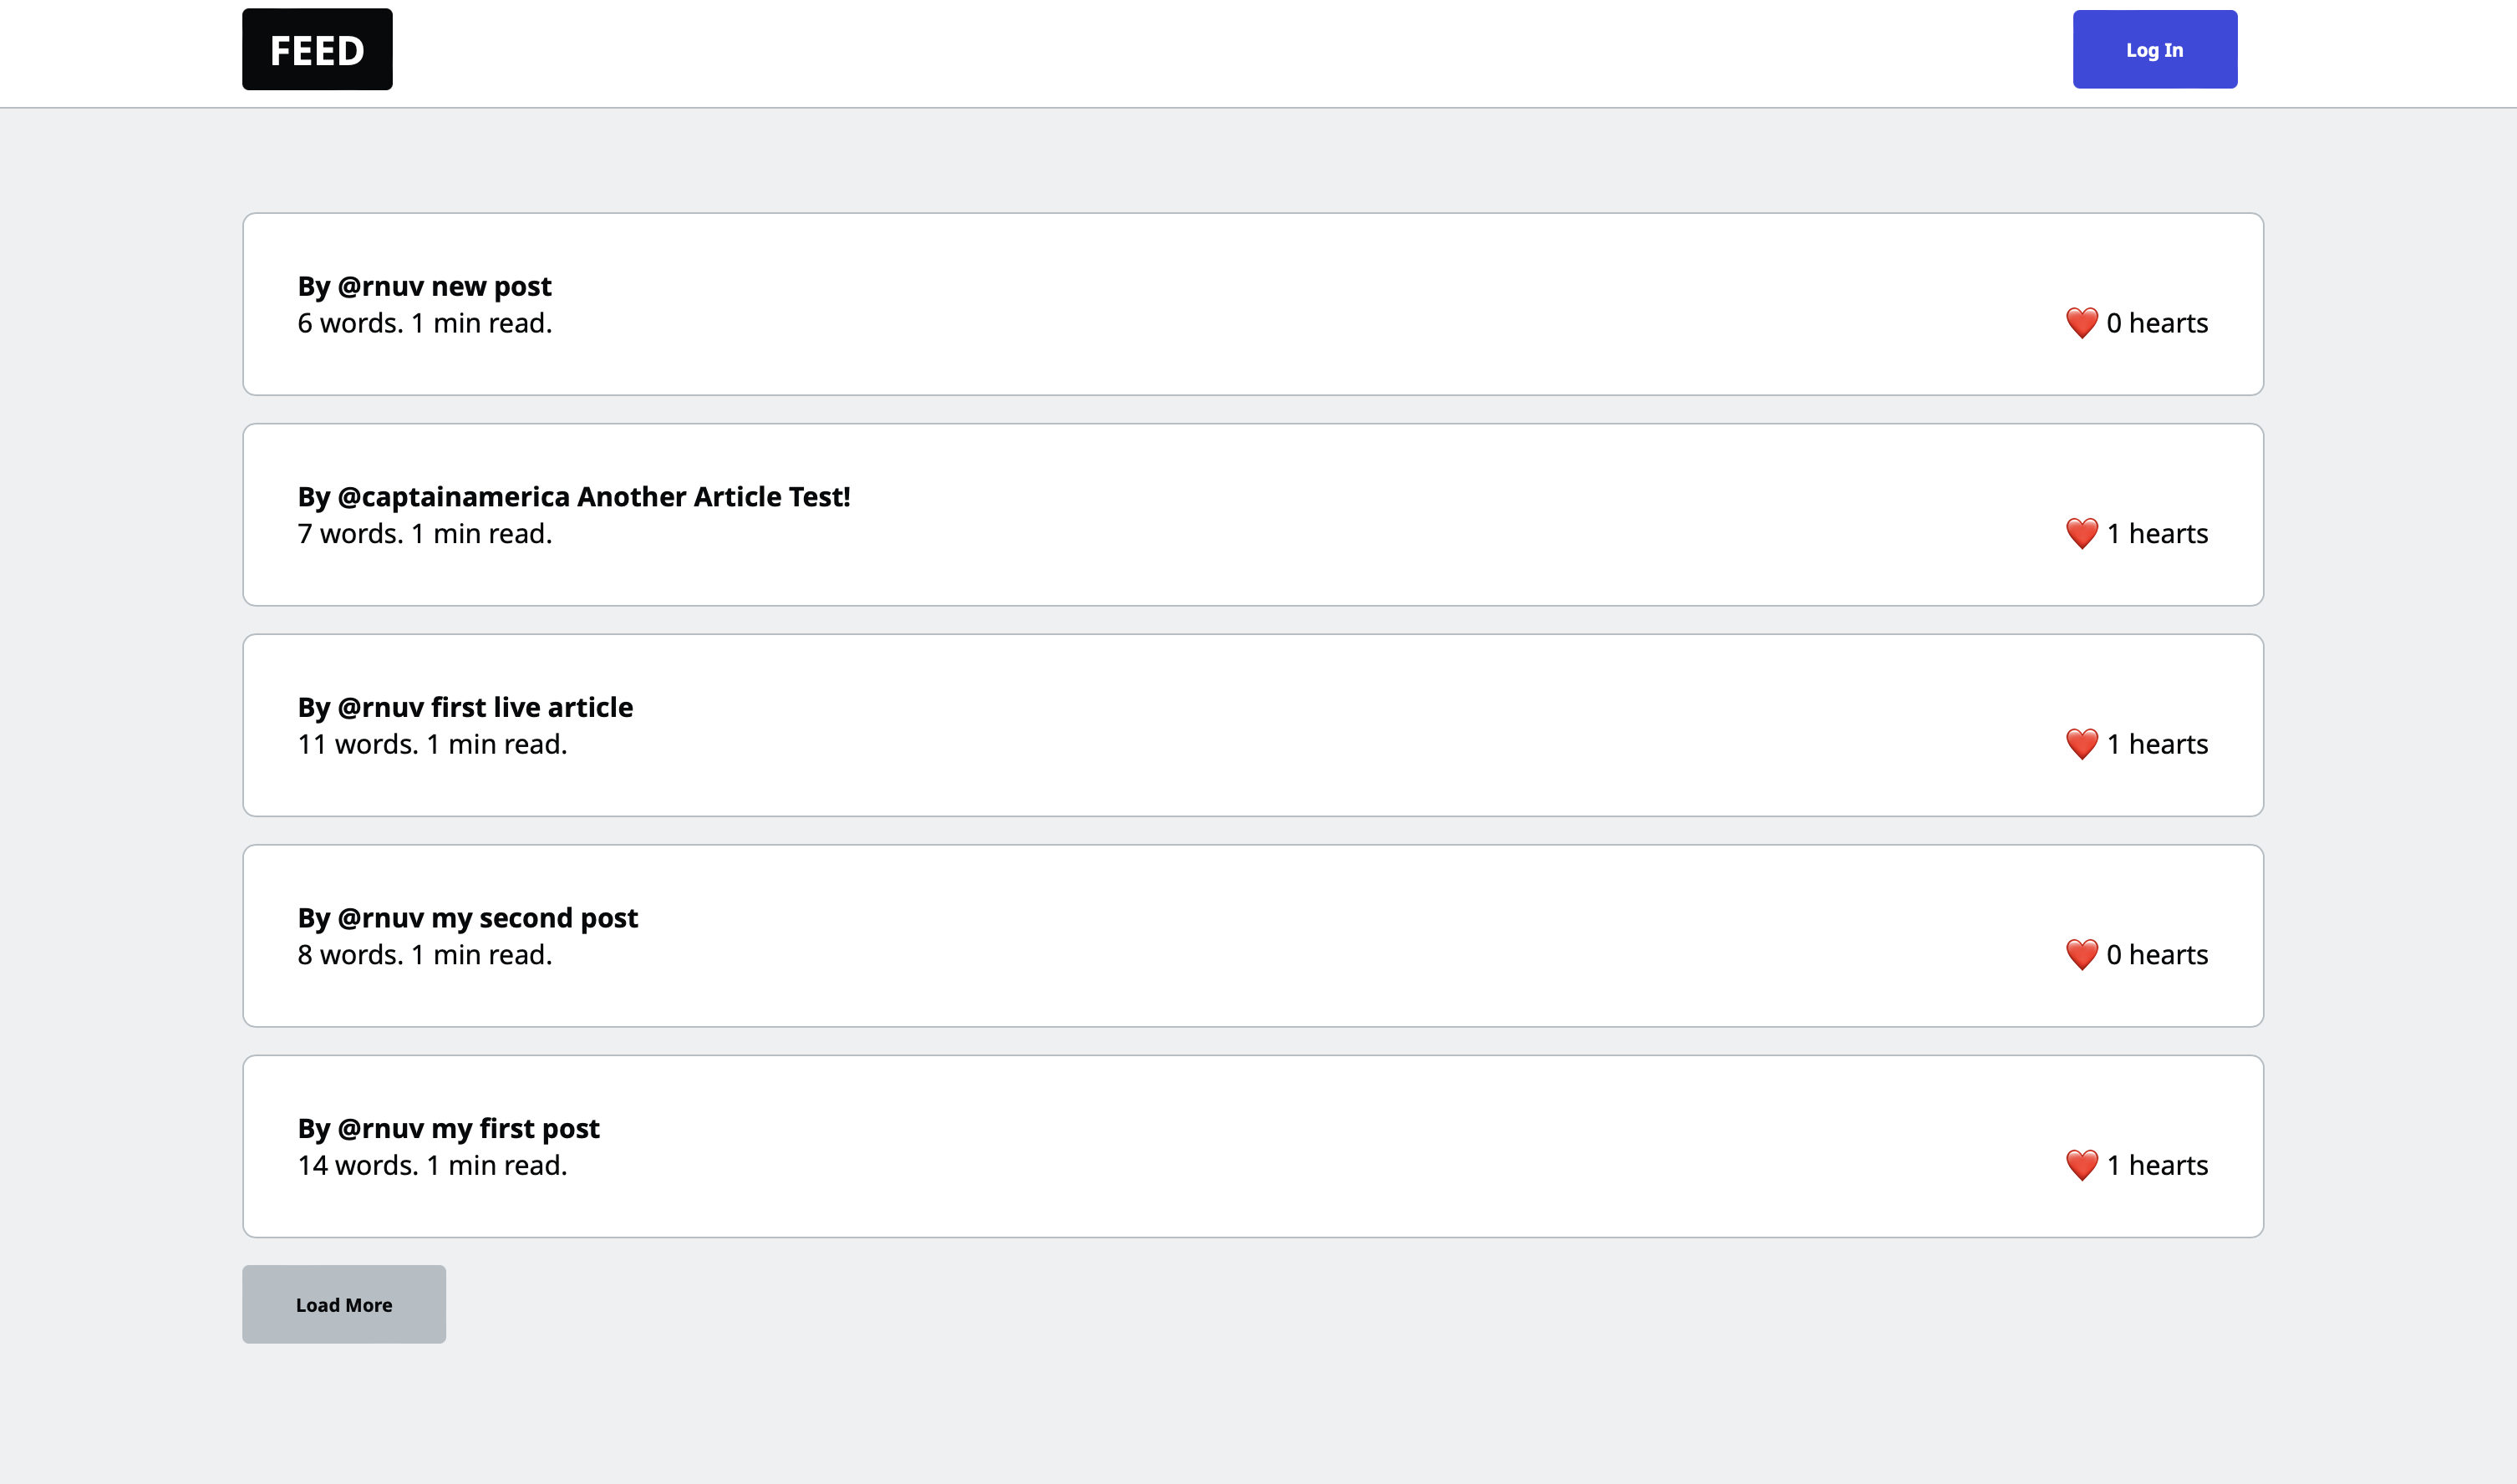 FEED
Log In
By @rnuv new post
6 words. 1 min read.
❤️ 0 hearts
By @captainamerica Another Article Test!
7 words. 1 min read.
❤️ 1 hearts
By @rnuv first live article
11 words. 1 min read.
❤️ 1 hearts
By @rnuv my second post
8 words. 1 min read.
❤️ 0 hearts
By @rnuv my first post
14 words. 1 min read.
❤️ 1 hearts
Load More